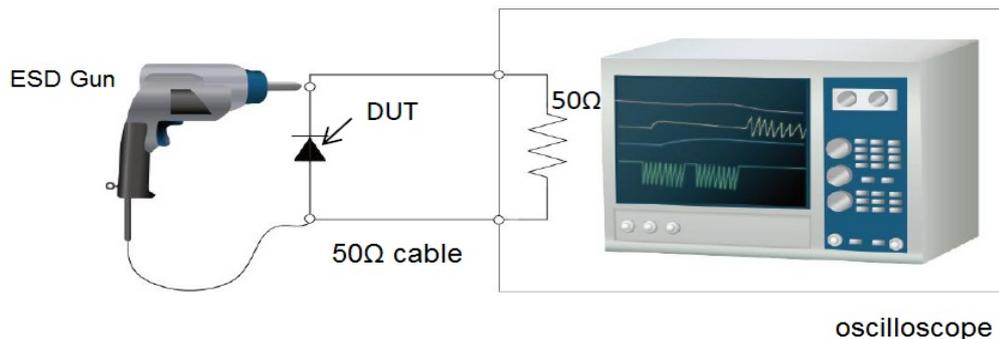 ESD Gun
DUT
50Ω
50Ω cable
oscilloscope